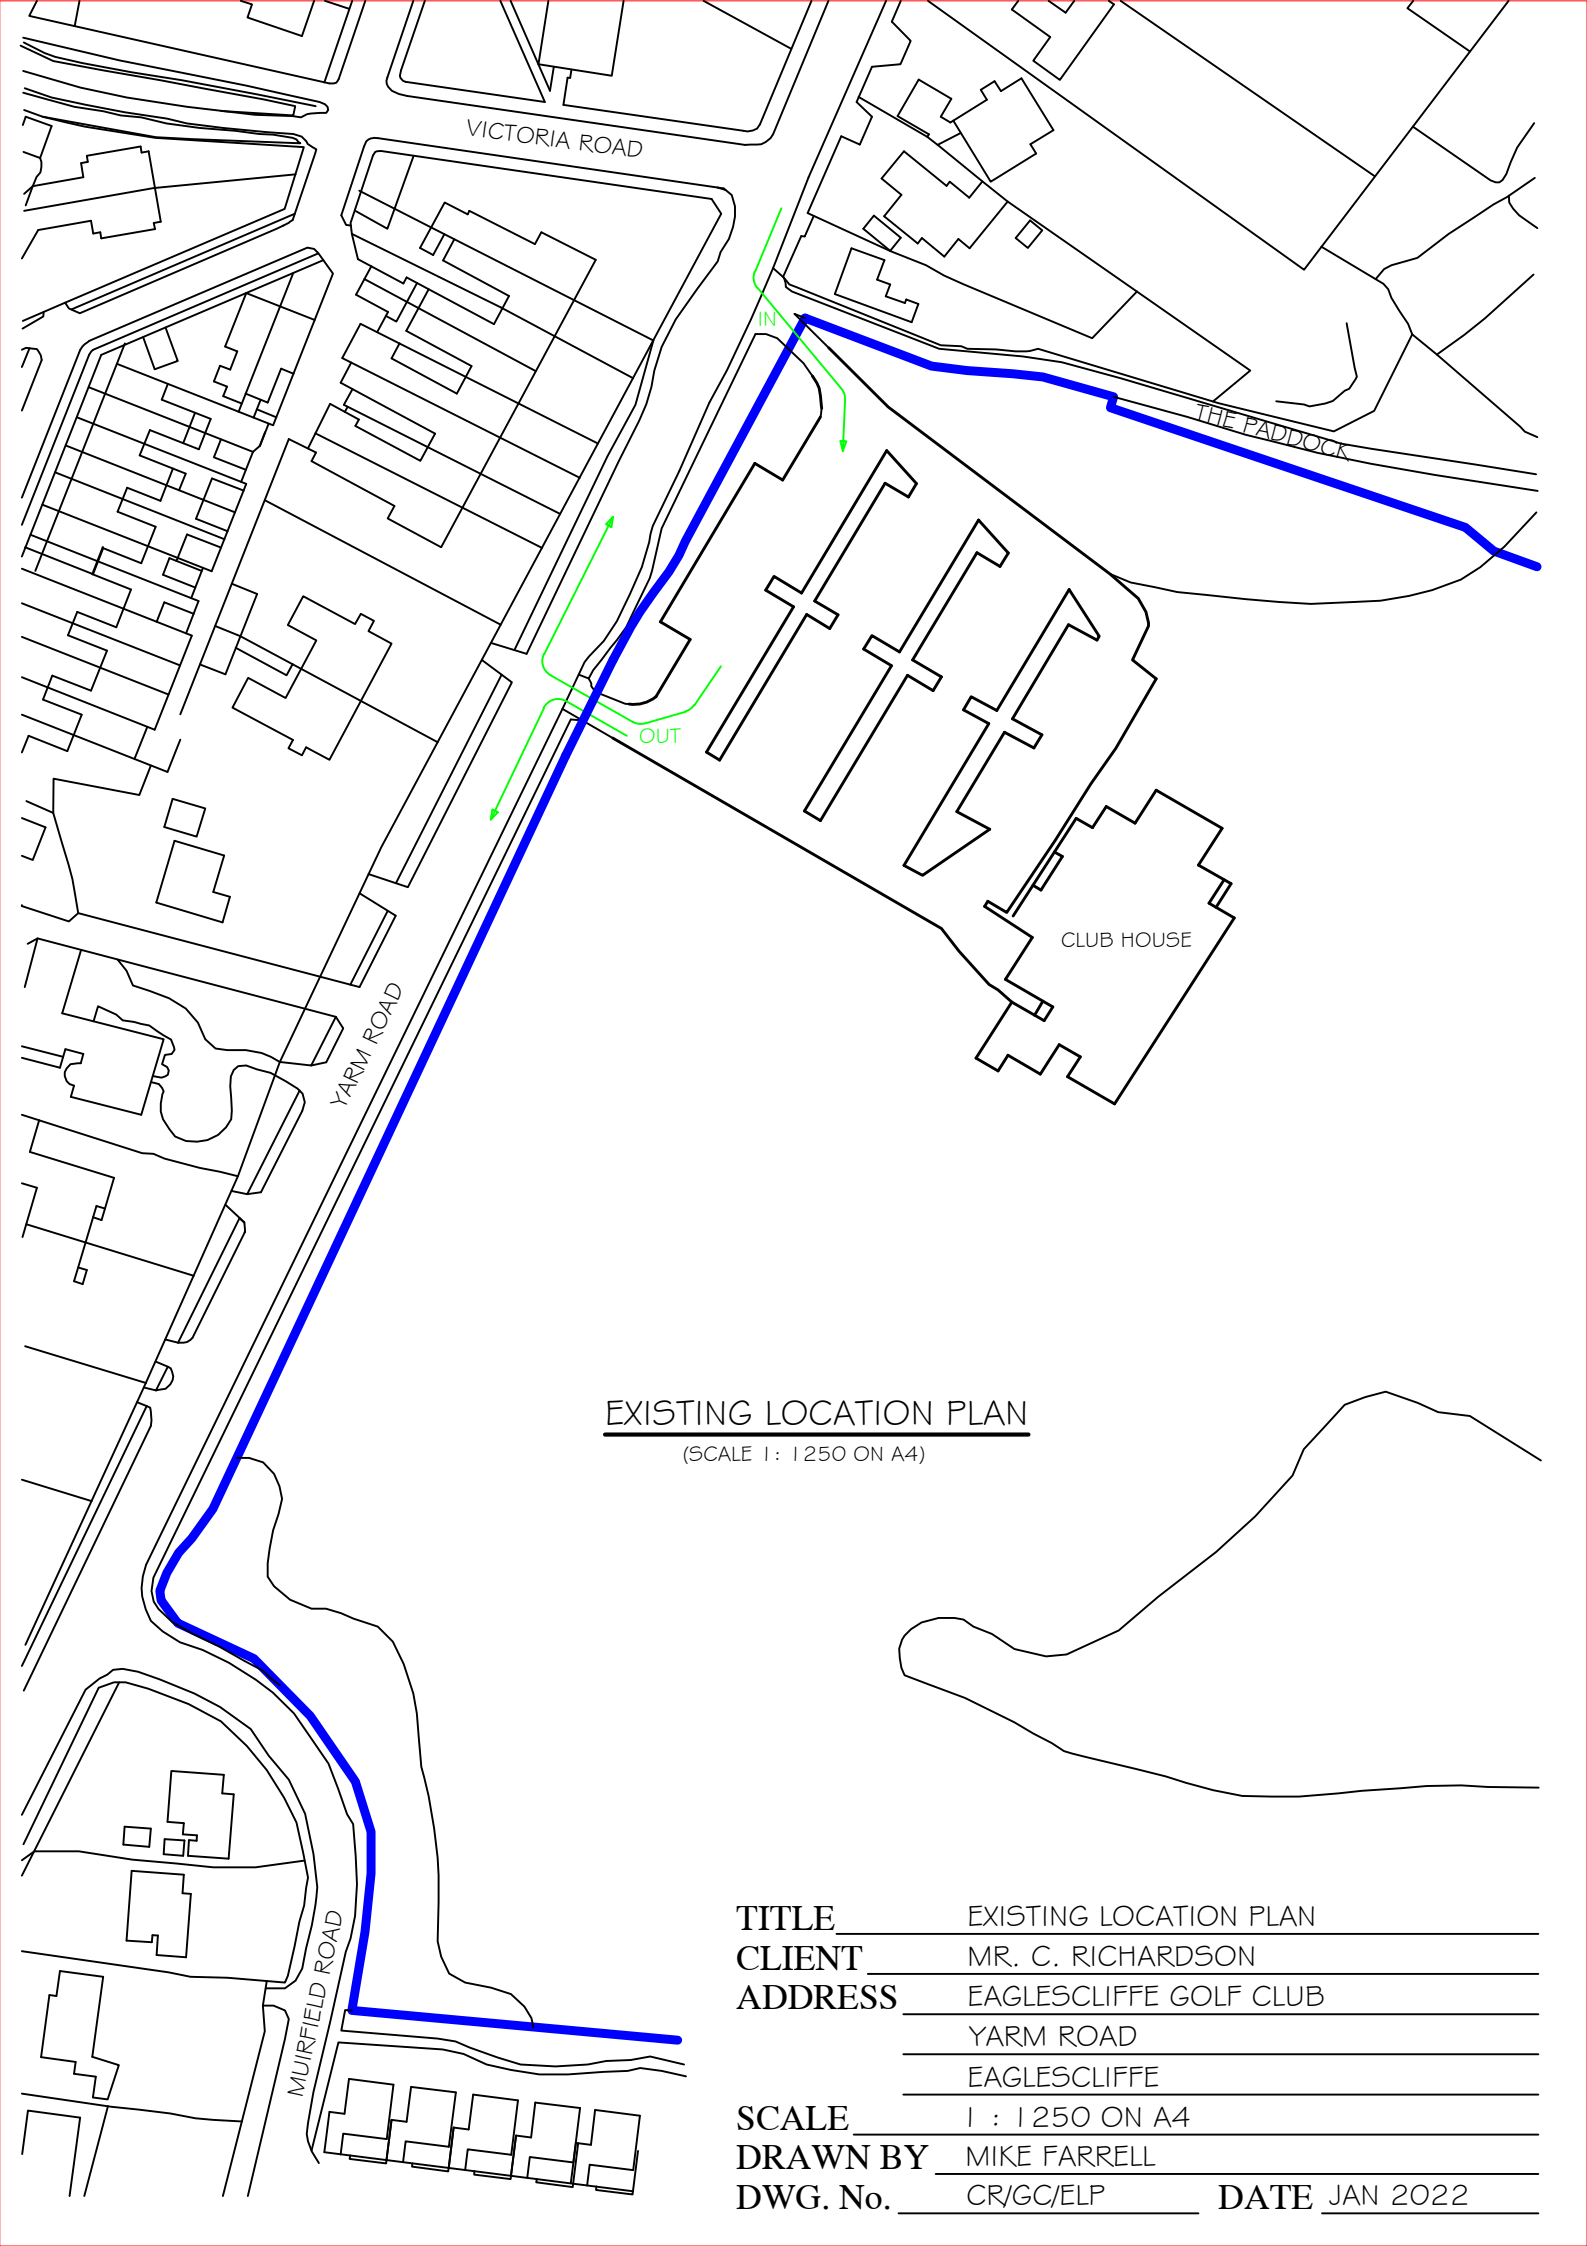 VICTORIA ROAD
IN
THE PADDOCK
OUT
CLUB HOUSE
YARM ROAD
EXISTING LOCATION PLAN
(SCALE 1: 1250 ON A4)
MUIRFIELD ROAD
TITLE EXISTING LOCATION PLAN
CLIENT MR. C. RICHARDSON
ADDRESS EAGLESCLIFFE GOLF CLUB
YARM ROAD
EAGLESCLIFFE
SCALE 1 : 1250 ON A4
DRAWN BY MIKE FARRELL
DWG. No. CR/GC/ELP DATE JAN 2022